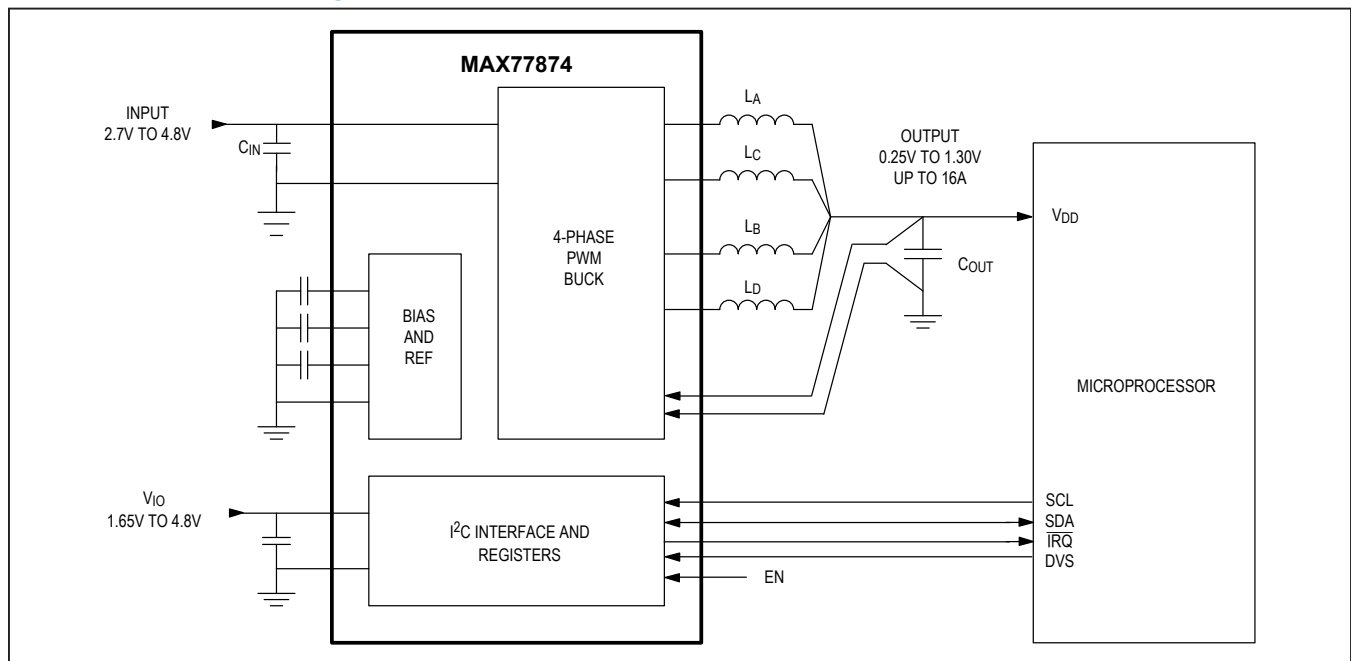 MAX77874
INPUT
2.7V TO 4.8V
CIN
4-PHASE
PWM
BUCK
LA
LC
LB
LD
OUTPUT
0.25V TO 1.30V
UP TO 16A
COUT
VDD
MICROPROCESSOR
BIAS
AND
REF
VIO
1.65V TO 4.8V
I2C INTERFACE AND
REGISTERS
EN
SCL
SDA
IRQ
DVS